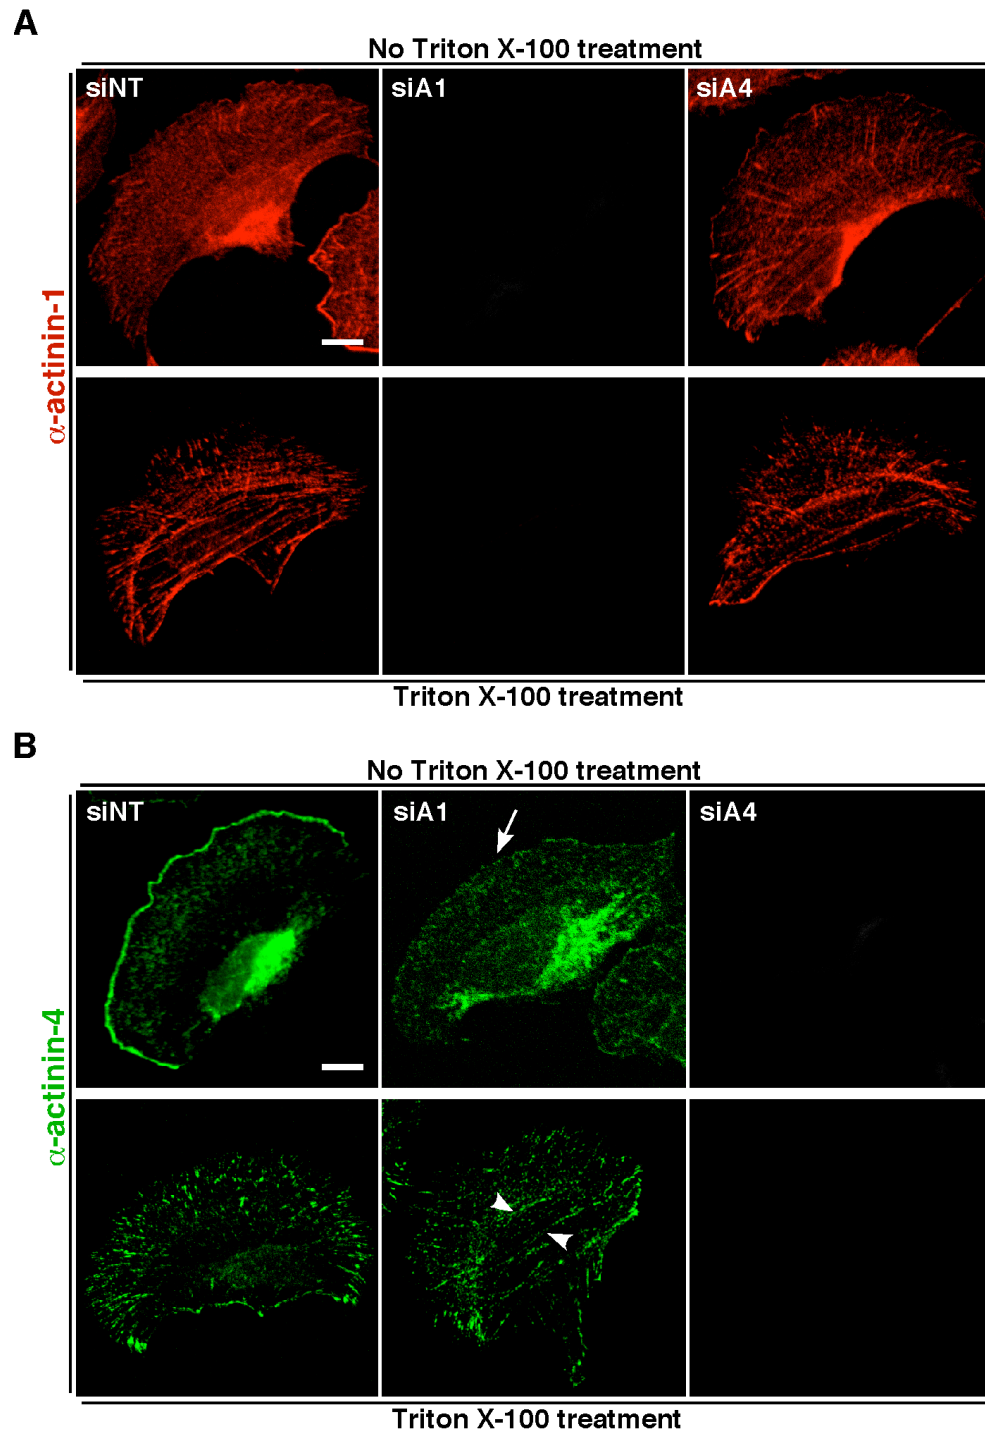 A
No Triton X-100 treatment
siNT
siA1
siA4
α-actinin-1
Triton X-100 treatment
B
No Triton X-100 treatment
siNT
siA1
siA4
α-actinin-4
Triton X-100 treatment